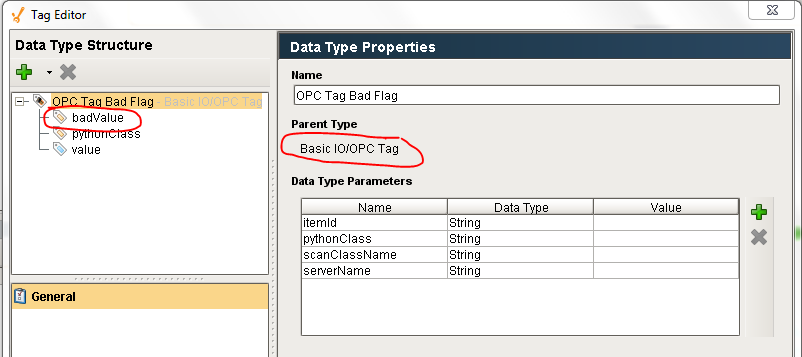 Tag Editor
Data Type Structure
OPC Tag Bad Flag - Basic IO/OPC Tag
badValue
pythonClass
value
General
Data Type Properties
Name
OPC Tag Bad Flag
Parent Type
Basic IO/OPC Tag
Data Type Parameters
Name Data Type Value
itemId String
pythonClass String
scanClassName String
serverName String